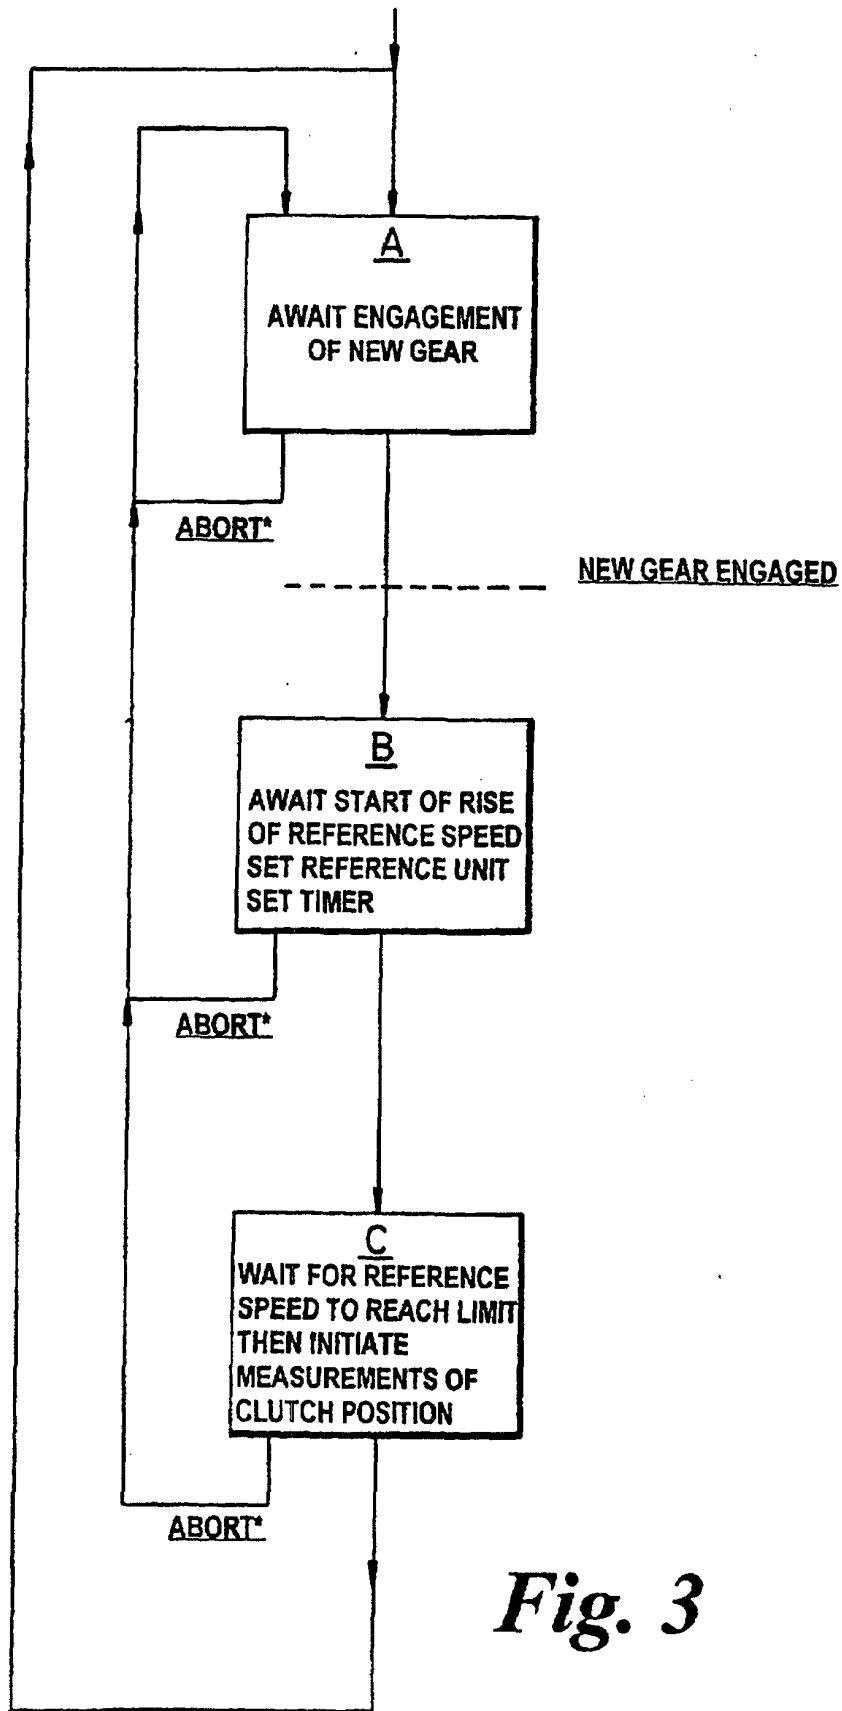 A
AWAIT ENGAGEMENT
OF NEW GEAR
ABORT*
NEW GEAR ENGAGED
B
AWAIT START OF RISE
OF REFERENCE SPEED
SET REFERENCE UNIT
SET TIMER
ABORT*
C
WAIT FOR REFERENCE
SPEED TO REACH LIMIT
THEN INITIATE
MEASUREMENTS OF
CLUTCH POSITION
ABORT*
Fig. 3